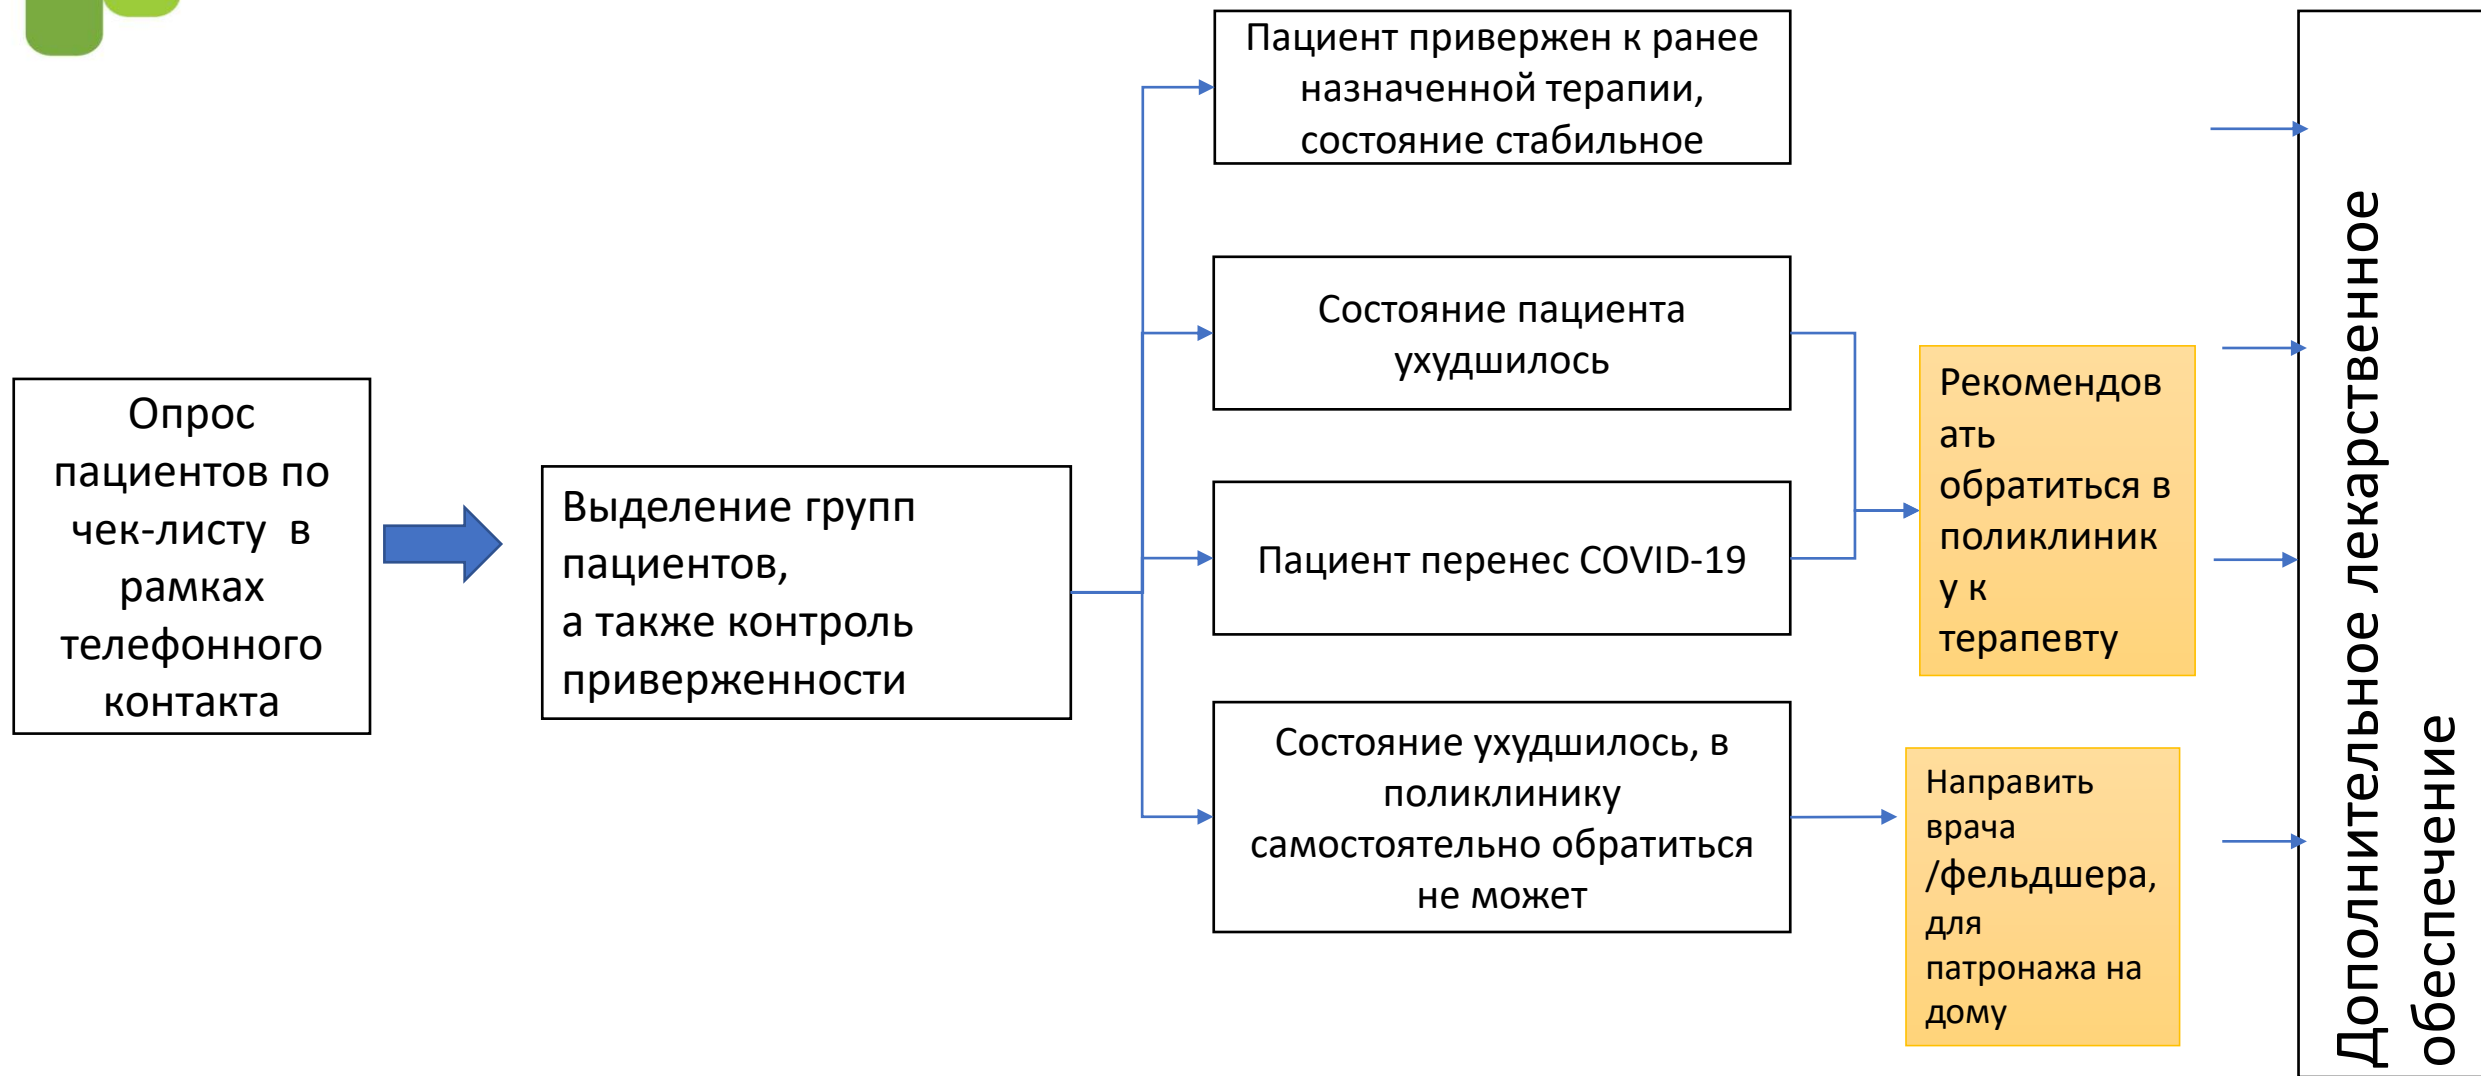 Опрос
пациентов по
чек-листу  в
рамках
телефонного
контакта
Выделение групп
пациентов,
а также контроль
приверженности
Пациент привержен к ранее
назначенной терапии,
состояние стабильное
Состояние пациента
ухудшилось
Пациент перенес COVID-19
Состояние ухудшилось, в
поликлинику
самостоятельно обратиться
не может
Рекомендов
ать
обратиться в
поликлиник
у к
терапевту
Направить
врача
/фельдшера,
для
патронажа на
дому
Дополнительное лекарственное
обеспечение